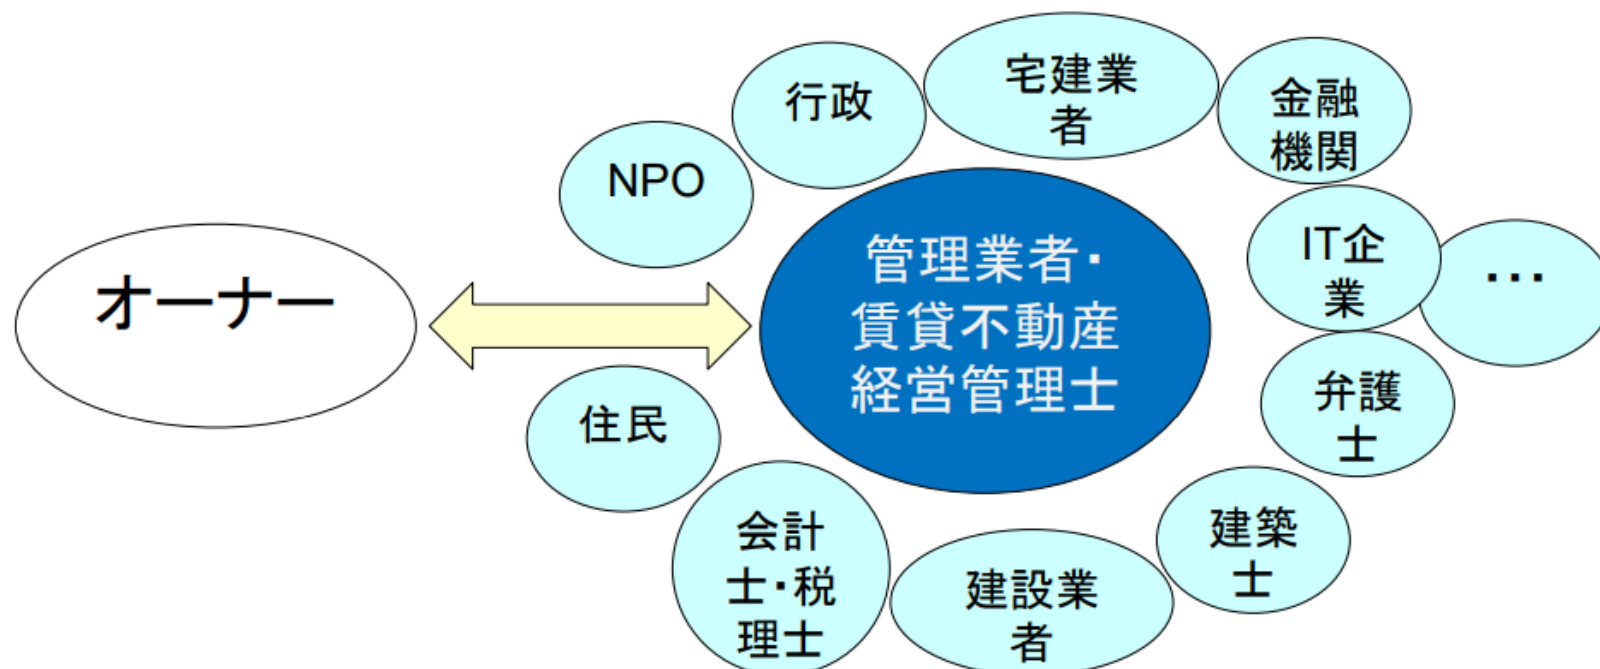 オーナー
NPO
行政
宅建業
者
金融
機関
IT企
業
・・・
弁護
士
建築
士
建設業
者
会計
士・税
理士
住民
管理業者・
賃貸不動産
経営管理士